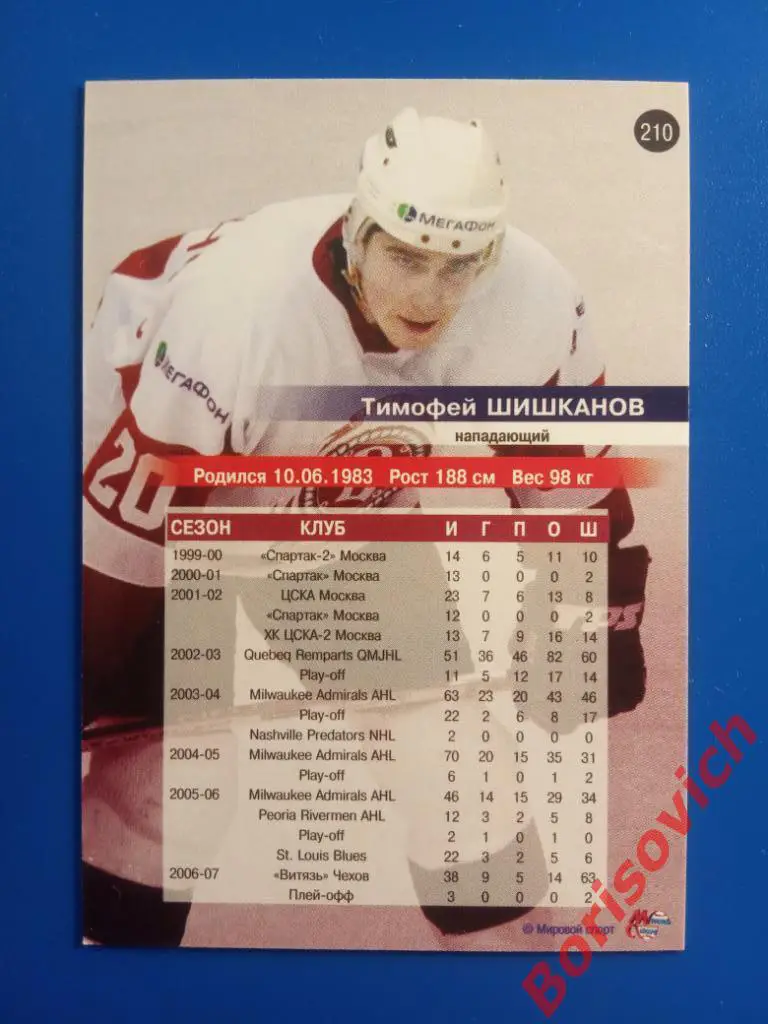 210
МЕГАФОН
МЕГАФОН
20
Тимофей ШИШКАНОВ
нападающий
Родился 10.06.1983 Рост 188 см Вес 98 кг
СЕЗОН КЛУБ И Г П О Ш
1999-00 «Спартак-2» Москва 14 6 5 11 10
2000-01 «Спартак» Москва 13 0 0 0 2
2001-02 ЦСКА Москва 23 7 6 13 8
«Спартак» Москва 12 0 0 0 2
ХК ЦСКА-2 Москва 13 7 9 16 14
2002-03 Quebeq Remparts QMJHL 51 36 46 82 60
Play-off 11 5 12 17 14
2003-04 Milwaukee Admirals AHL 63 23 20 43 46
Play-off 22 2 6 8 17
Nashville Predators NHL 2 0 0 0 0
2004-05 Milwaukee Admirals AHL 70 20 15 35 31
Play-off 6 1 0 1 2
2005-06 Milwaukee Admirals AHL 46 14 15 29 34
Peoria Rivermen AHL 12 3 2 5 8
Play-off 2 1 0 1 0
St. Louis Blues 22 3 2 5 6
2006-07 «Витязь» Чехов 38 9 5 14 63
Плей-офф 3 0 0 0 2
© Мировой спорт
Borisovich